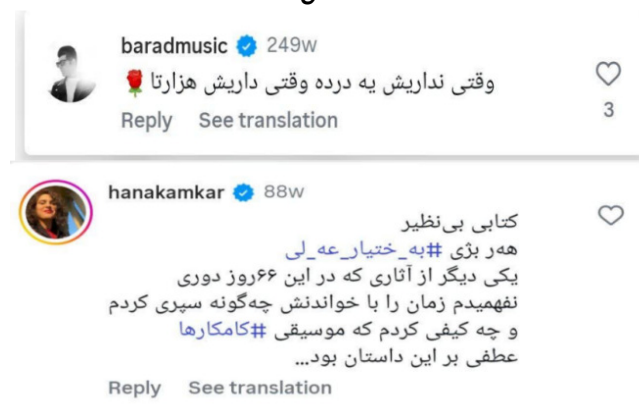 baradmusic 249w
وقتی نداریش یه درده وقتی داریش هزارتا🌹
3
Reply See translation
hanakamkar 88w
کتابی بی‌نظیر
هەر بژی #به_ختیار_عه_لی
یکی دیگر از آثاری که در این ۶۶روز دوری
نفهمیدم زمان را با خواندنش چه‌گونه سپری کردم
و چه کیفی کردم که موسیقی #کامکارها
عطفی بر این داستان بود...
Reply See translation